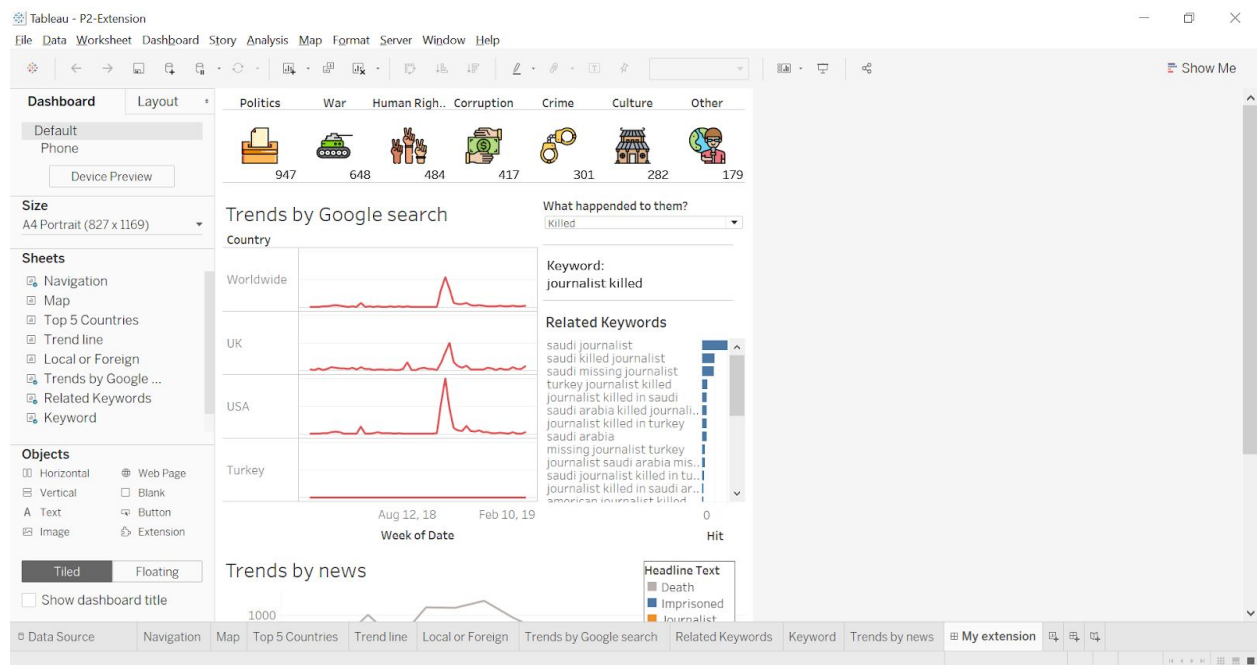 Tableau - P2-Extension
File Data Worksheet Dashboard Story Analysis Map Format Server Window Help
Show Me
Dashboard Layout
Default
Phone
Device Preview
Size
A4 Portrait (827 x 1169)
Sheets
Navigation
Map
Top 5 Countries
Trend line
Local or Foreign
Trends by Google ...
Related Keywords
Keyword
Objects
Horizontal Web Page
Vertical Blank
A Text Button
Image Extension
Tiled Floating
Show dashboard title
Politics War Human Righ.. Corruption Crime Culture Other
947 648 484 417 301 282 179
Trends by Google search
Country
Worldwide
UK
USA
Turkey
Aug 12, 18 Feb 10, 19
Week of Date
What happended to them?
Killed
Keyword:
journalist killed
Related Keywords
saudi journalist
saudi killed journalist
saudi missing journalist
turkey journalist killed
journalist killed in saudi
saudi arabia killed journali..
journalist killed in turkey
saudi arabia
missing journalist turkey
journalist saudi arabia mis..
saudi journalist killed in tu..
journalist killed in saudi ar..
american journalist killed
0
Hit
Trends by news
1000
Headline Text
Death
Imprisoned
Journalist
Data Source Navigation Map Top 5 Countries Trend line Local or Foreign Trends by Google search Related Keywords Keyword Trends by news My extension